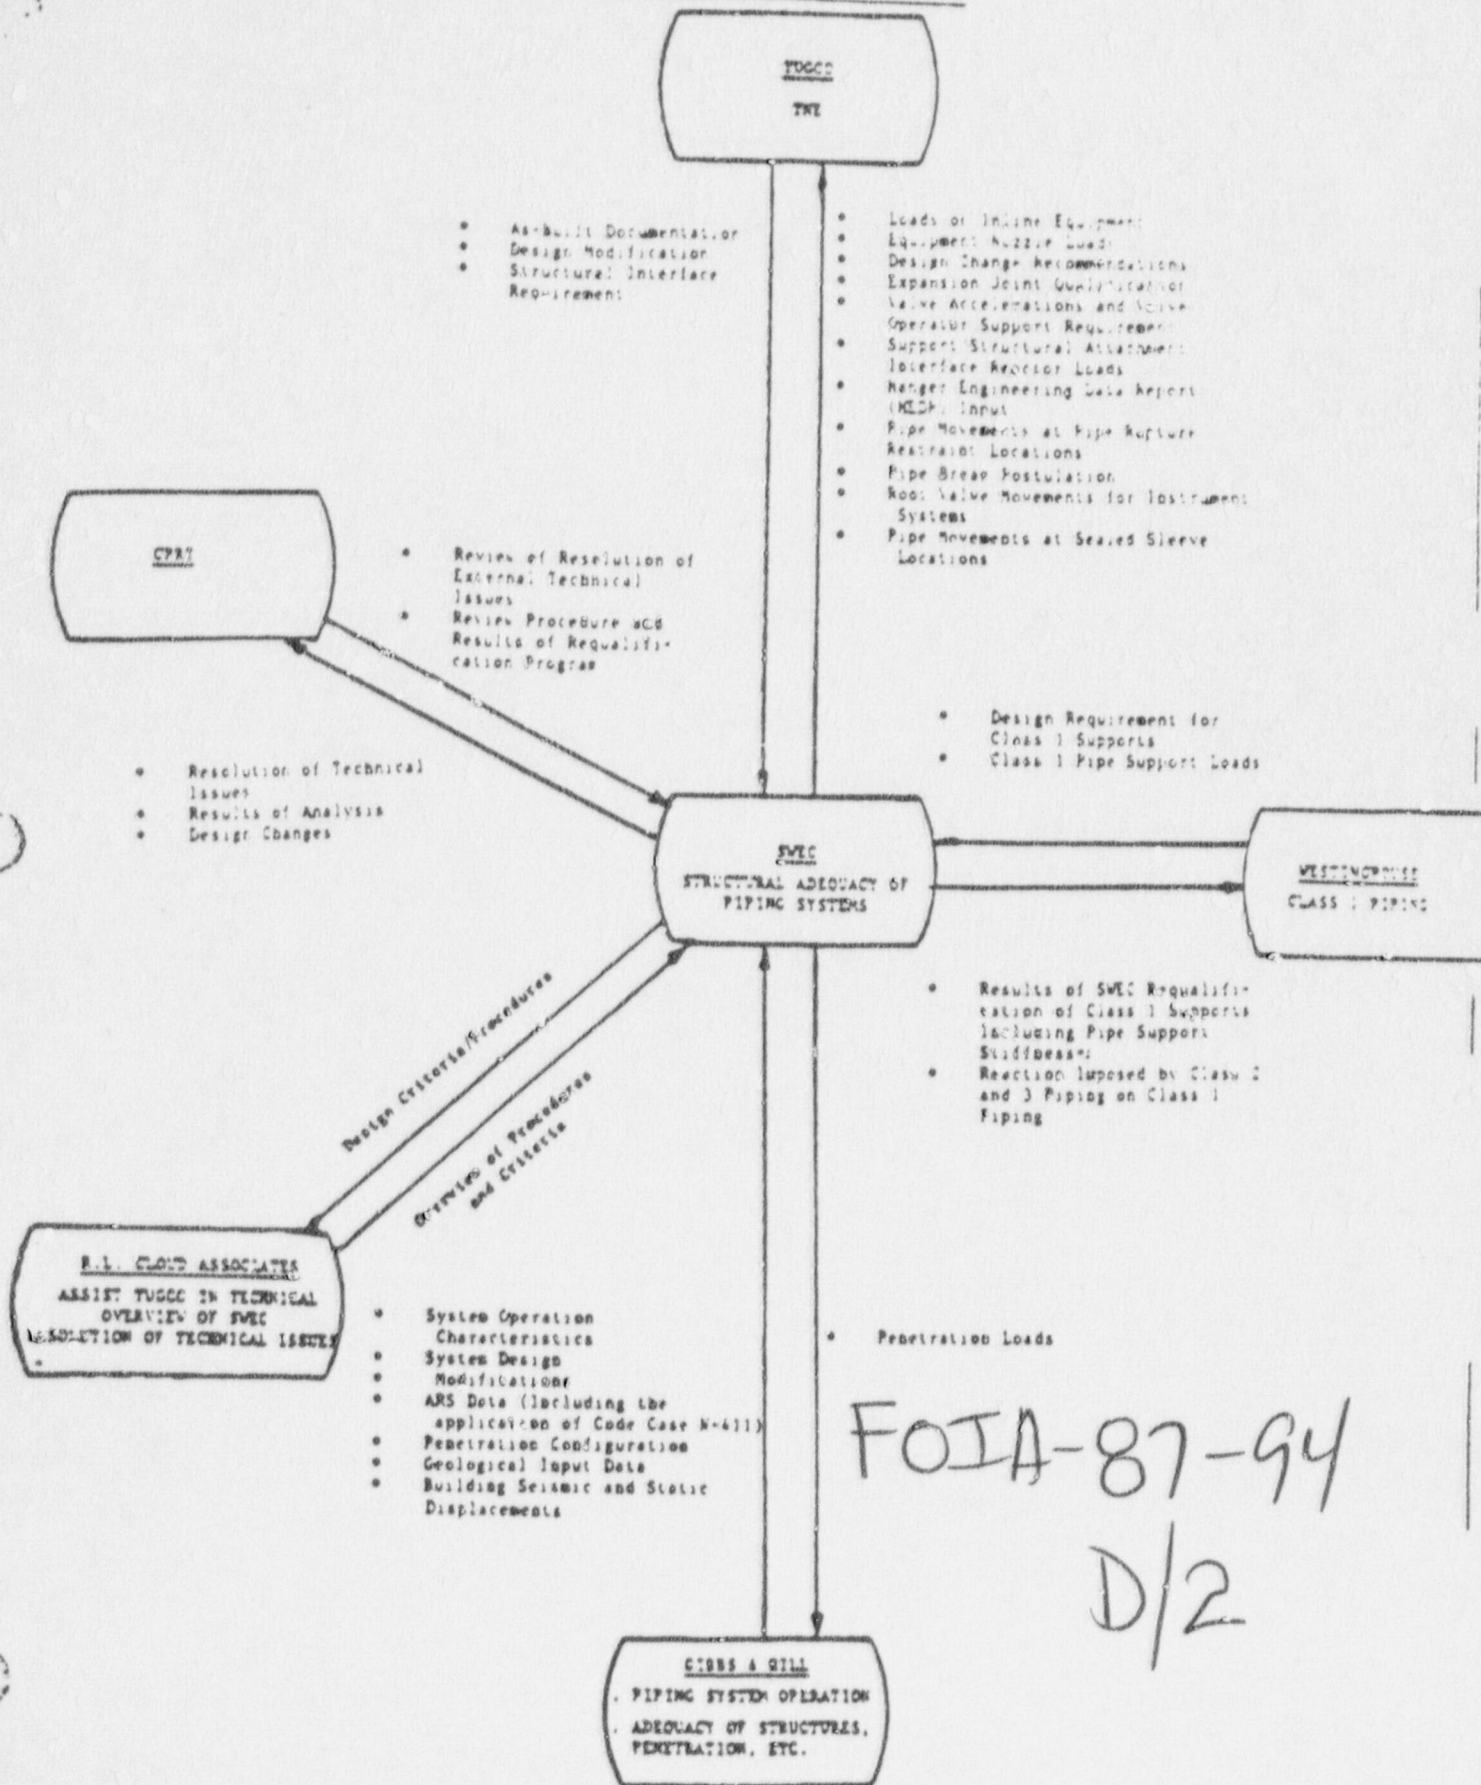 TUGCO
TNE
• As-Built Documentation
• Design Modification
• Structural Interface
Requirement
• Loads on Inline Equipment
• Equipment Nozzle Loads
• Design Change Recommendations
• Expansion Joint Qualification
• Valve Accelerations and Valve
Operator Support Requirement
• Support Structural Attachment
Interface Reaction Loads
• Hanger Engineering Data Report
(HEDR) Input
• Pipe Movements at Pipe Rupture
Restraint Locations
• Pipe Break Postulation
• Root Valve Movements for Instrument
Systems
• Pipe Movements at Sealed Sleeve
Locations
CPRT
• Review of Resolution of
External Technical
Issues
• Review Procedure and
Results of Requalifi-
cation Program
• Resolution of Technical
Issues
• Results of Analysis
• Design Changes
• Design Requirement for
Class 1 Supports
• Class 1 Pipe Support Loads
SWEC
STRUCTURAL ADEQUACY OF
PIPING SYSTEMS
WESTINGHOUSE
CLASS 1 PIPING
• Results of SWEC Requalifi-
cation of Class 1 Supports
Including Pipe Support
Stiffnesses
• Reaction Imposed by Class 2
and 3 Piping on Class 1
Piping
Design Criteria/Procedures
Overview of Procedures
and Criteria
R.L. CLOUD ASSOCIATES
ASSIST TUGCO IN TECHNICAL
OVERVIEW OF SWEC
RESOLUTION OF TECHNICAL ISSUES
• System Operation
Characteristics
• System Design
• Modifications
• ARS Data (Including the
application of Code Case N-411)
• Penetration Configuration
• Geological Input Data
• Building Seismic and Static
Displacements
• Penetration Loads
FOIA-87-94
D/2
GIBBS & HILL
. PIPING SYSTEM OPERATION
. ADEQUACY OF STRUCTURES,
PENETRATION, ETC.